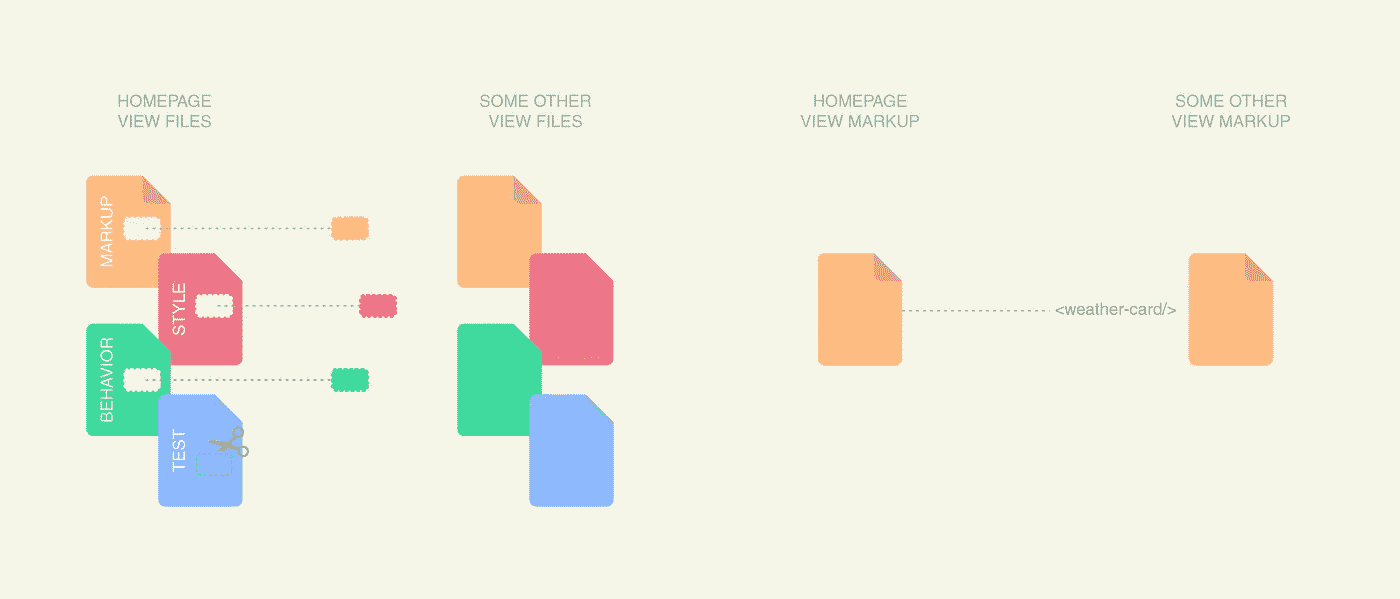 HOMEPAGE
VIEW FILES
SOME OTHER
VIEW FILES
HOMEPAGE
VIEW MARKUP
SOME OTHER
VIEW MARKUP
MARKUP
STYLE
BEHAVIOR
TEST
<weather-card/>